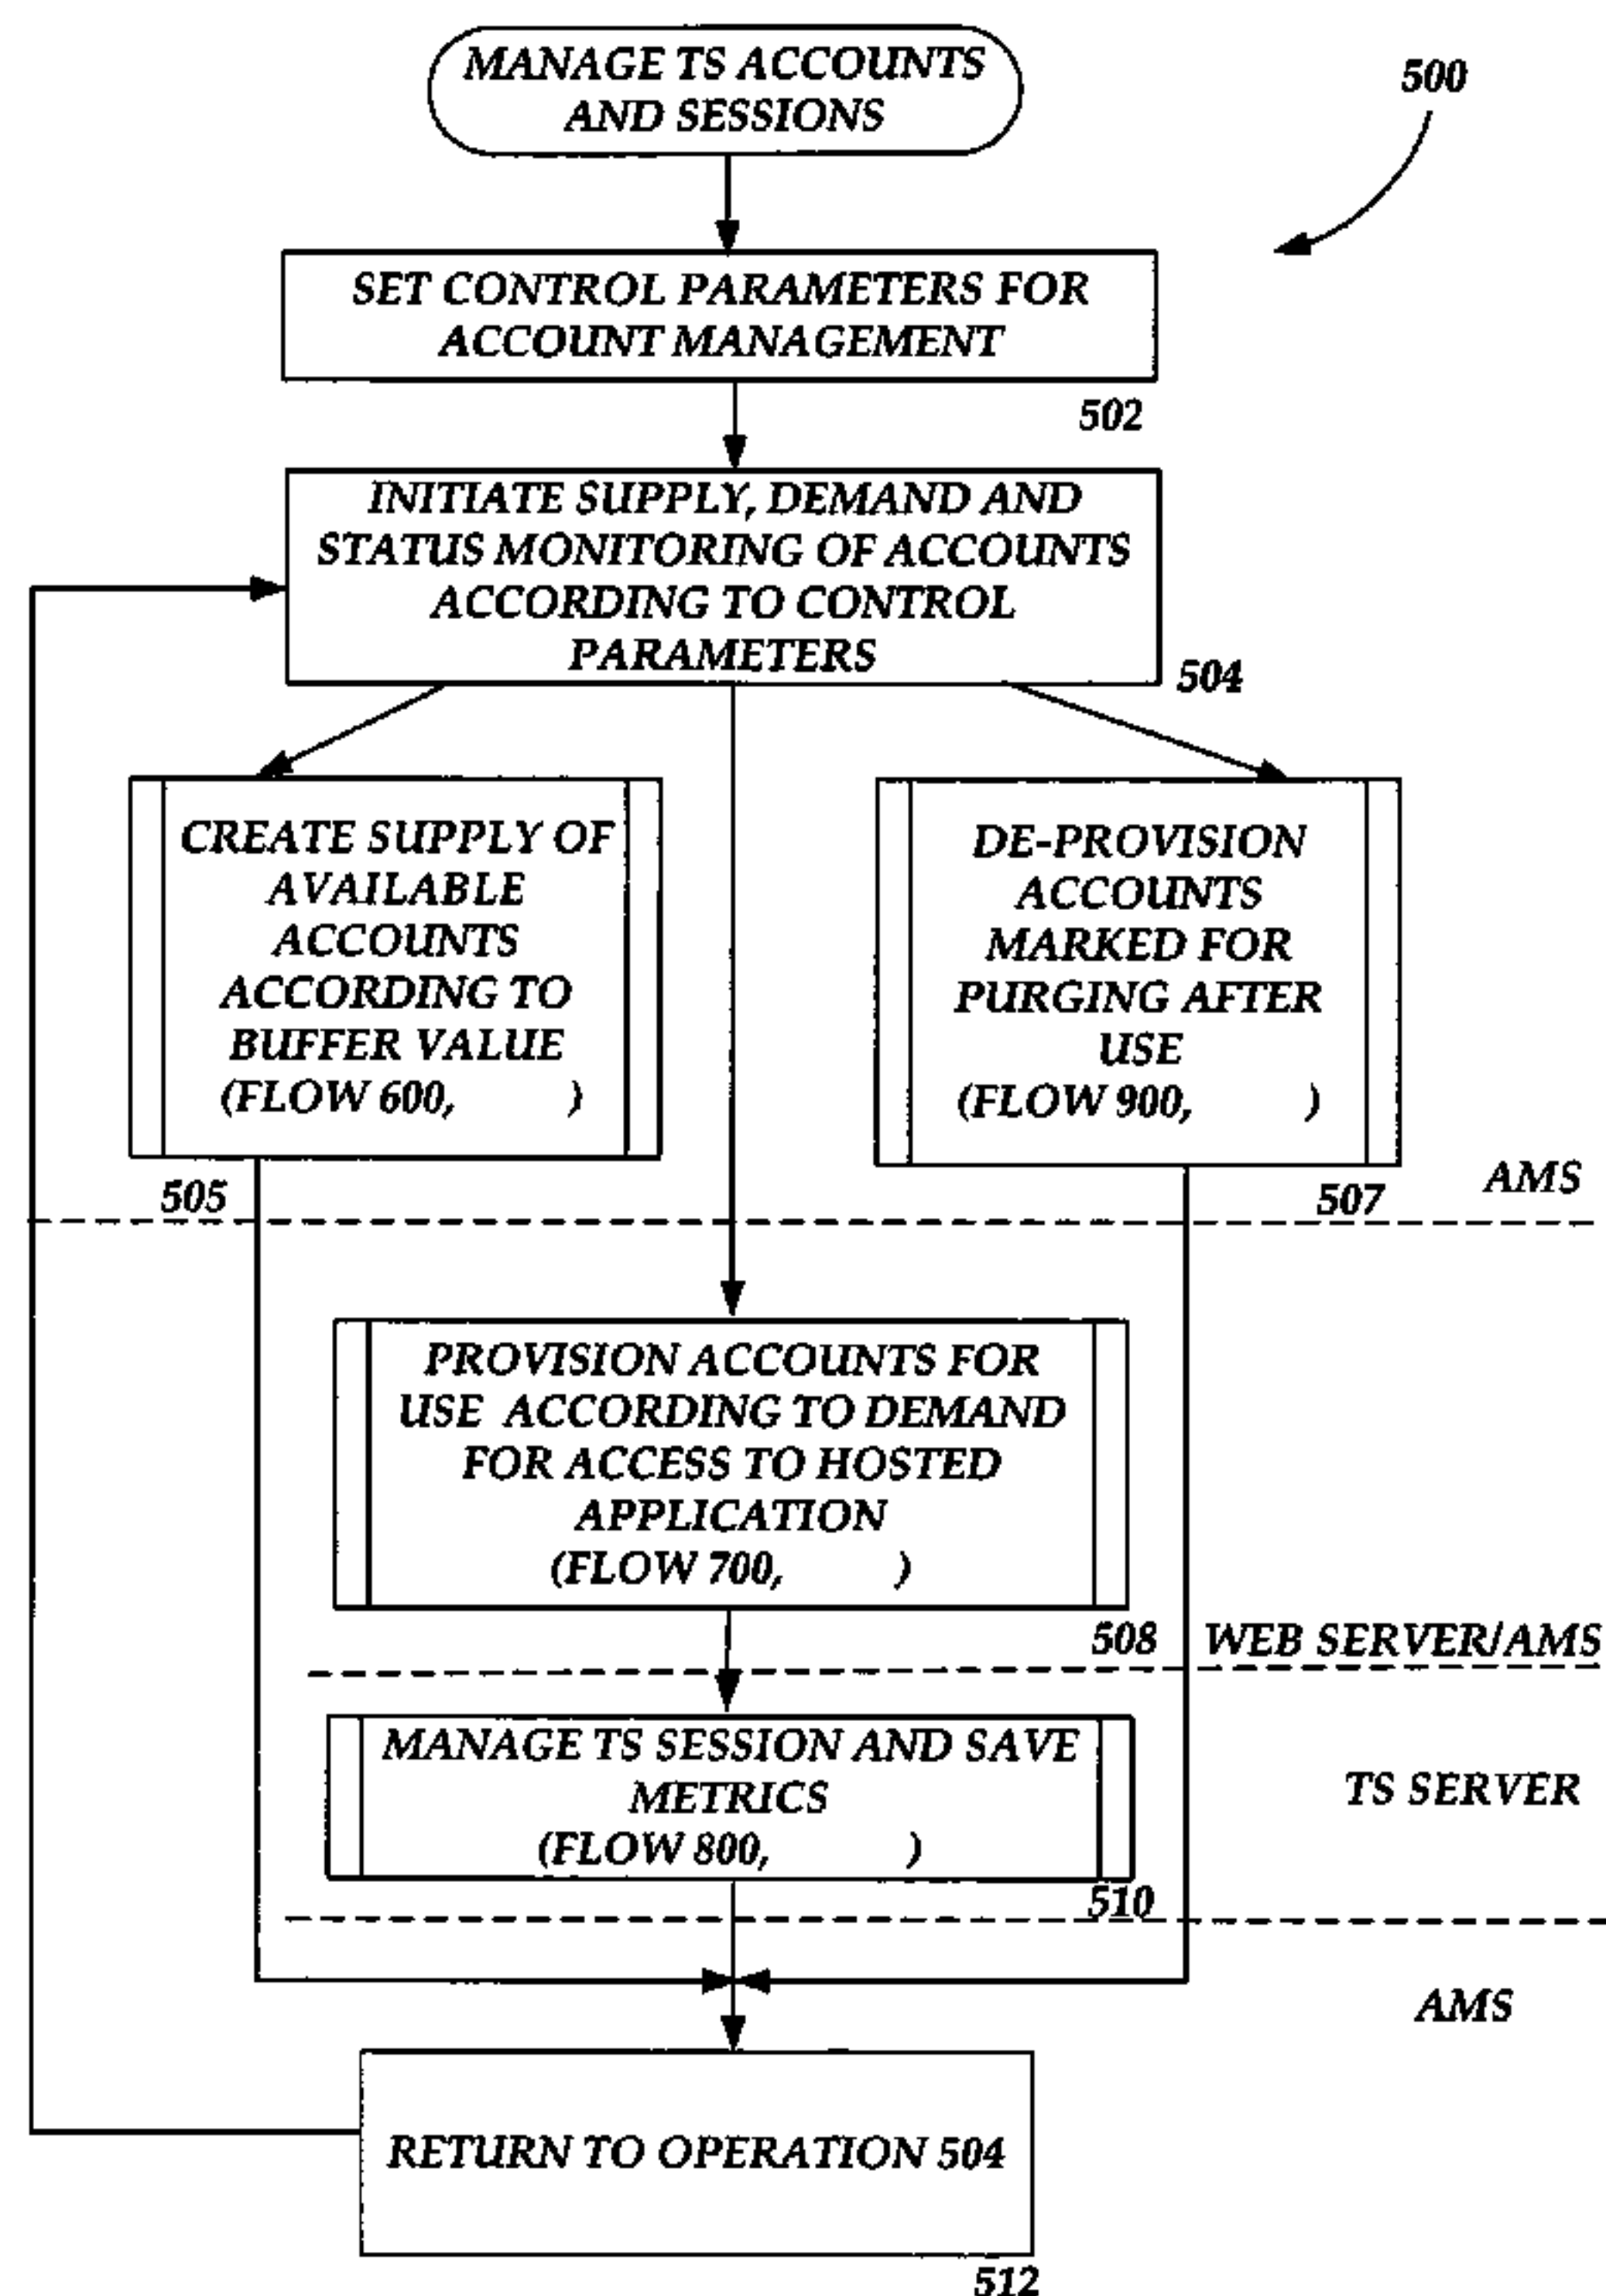 MANAGE TS ACCOUNTS
AND SESSIONS
500
SET CONTROL PARAMETERS FOR
ACCOUNT MANAGEMENT
502
INITIATE SUPPLY, DEMAND AND
STATUS MONITORING OF ACCOUNTS
ACCORDING TO CONTROL
PARAMETERS
504
CREATE SUPPLY OF
AVAILABLE
ACCOUNTS
ACCORDING TO
BUFFER VALUE
(FLOW 600, )
505
DE-PROVISION
ACCOUNTS
MARKED FOR
PURGING AFTER
USE
(FLOW 900, )
507
AMS
PROVISION ACCOUNTS FOR
USE ACCORDING TO DEMAND
FOR ACCESS TO HOSTED
APPLICATION
(FLOW 700, )
508
WEB SERVER/AMS
MANAGE TS SESSION AND SAVE
METRICS
(FLOW 800, )
510
TS SERVER
AMS
RETURN TO OPERATION 504
512